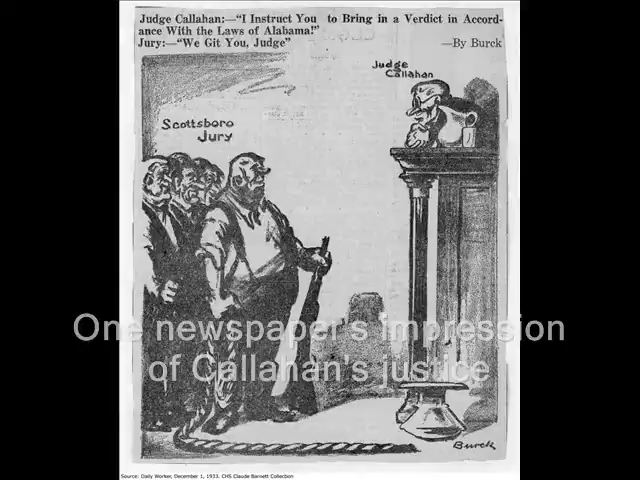 Judge Callahan:—"I Instruct You to Bring in a Verdict in Accord-
ance With the Laws of Alabama!"
Jury:—"We Git You, Judge" —By Burck
Judge
Callahan
Scottsboro
Jury
One newspaper's impression
of Callahan's justice
Burck
Source: Daily Worker, December 1, 1933. CHS Claude Barnett Collection